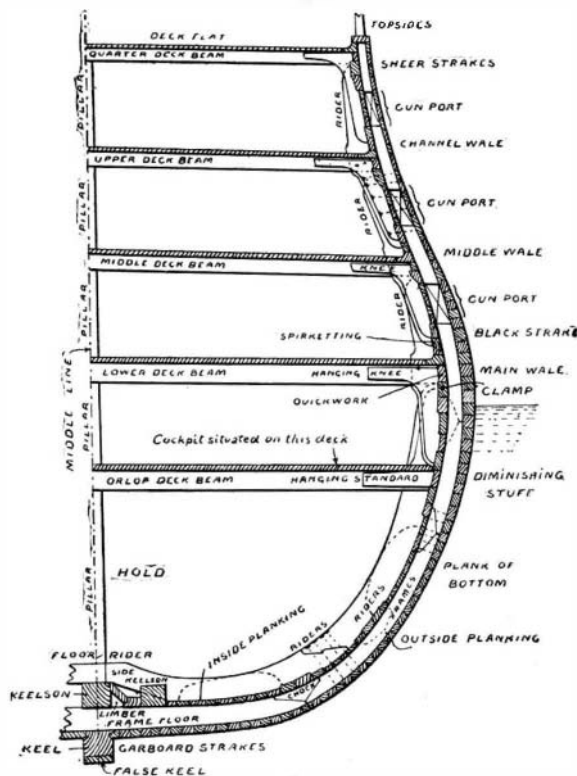 TOPSIDES
DECK FLAT
QUARTER DECK BEAM
SHEER STRAKES
PILLAR
RIDER
GUN PORT
CHANNEL WALE
UPPER DECK BEAM
PILLAR
RIDER
GUN PORT
MIDDLE WALE
MIDDLE DECK BEAM
KNEE
PILLAR
RIDER
GUN PORT
SPIRKETTING
BLACK STRAKE
MIDDLE LINE
LOWER DECK BEAM
HANGING KNEE
MAIN WALE.
CLAMP
QUICKWORK
PILLAR
Cockpit situated on this deck
ORLOP DECK BEAM
HANGING STANDARD
DIMINISHING
STUFF
HOLD
PILLAR
PLANK OF
BOTTOM
RIDERS
FRAMES
RIDERS
INSIDE PLANKING
OUTSIDE PLANKING
FLOOR RIDER
SIDE
KEELSON
CHOCK
KEELSON
LIMBER
FRAME FLOOR
KEEL
GARBOARD STRAKES
FALSE KEEL